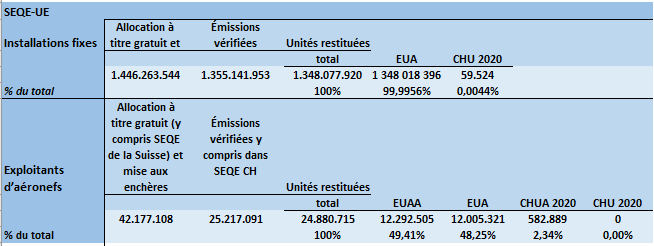 SEQE-UE
Installations fixes
Allocation à
titre gratuit et
Émissions
vérifiées
Unités restituées
total EUA CHU 2020
1.446.263.544 1.355.141.953 1.348.077.920 1 348 018 396 59.524
% du total 100% 99,9956% 0,0044%
Exploitants
d'aéronefs
Allocation à
titre gratuit (y
compris SEQE
de la Suisse) et
mise aux
enchères
Émissions
vérifiées y
compris dans
SEQE CH
Unités restituées
total EUAA EUA CHUA 2020 CHU 2020
42.177.108 25.217.091 24.880.715 12.292.505 12.005.321 582.889 0
% du total 100% 49,41% 48,25% 2,34% 0,00%